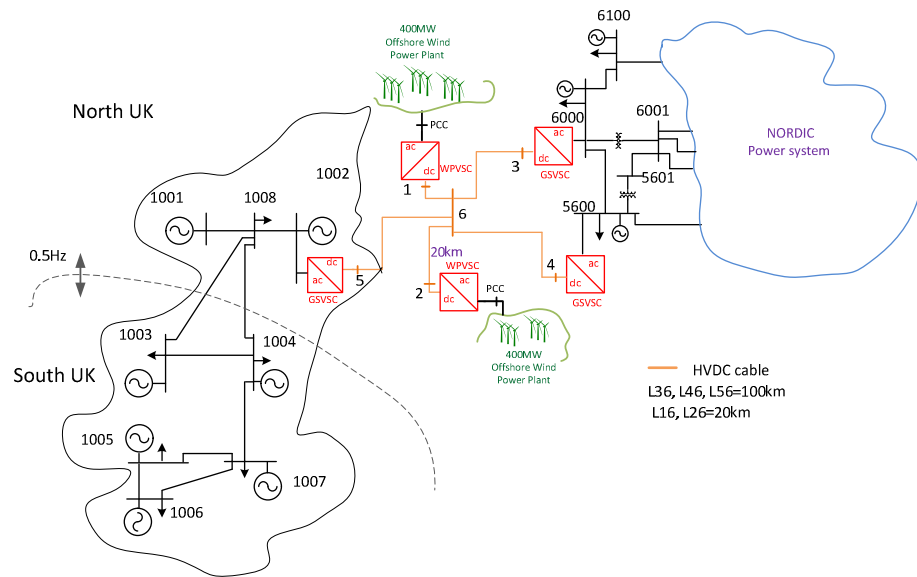 6100
400MW
Offshore Wind
Power Plant
North UK
PCC
6000
6001
NORDIC
Power system
ac
dc
WPVSC
ac
dc
GSVSC
3
1
1002
5601
1001
1008
6
5600
0.5Hz
20km
dc
ac
GSVSC
5
WPVSC
ac
dc
2
PCC
4
ac
dc
GSVSC
1003
1004
400MW
Offshore Wind
Power Plant
South UK
HVDC cable
L36, L46, L56=100km
L16, L26=20km
1005
1007
1006